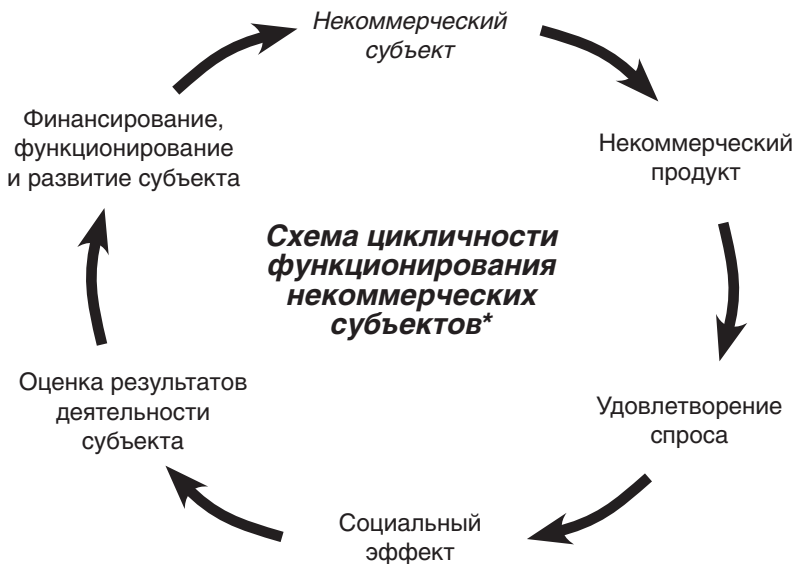 Некоммерческий
субъект
Некоммерческий
продукт
Удовлетворение
спроса
Социальный
эффект
Оценка результатов
деятельности
субъекта
Финансирование,
функционирование
и развитие субъекта
Схема цикличности
функционирования
некоммерческих
субъектов*